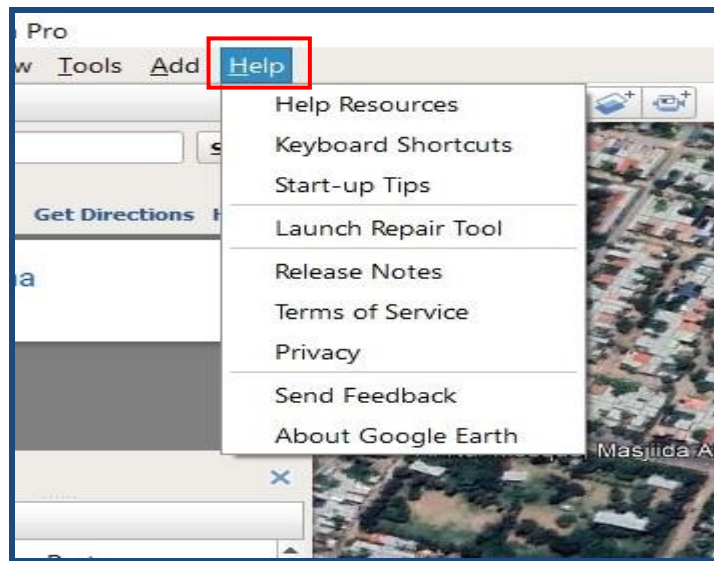 Pro
w Tools Add Help
Help Resources
Keyboard Shortcuts
Start-up Tips
Get Directions
Launch Repair Tool
a
Release Notes
Terms of Service
Privacy
Send Feedback
About Google Earth
Masjiida A